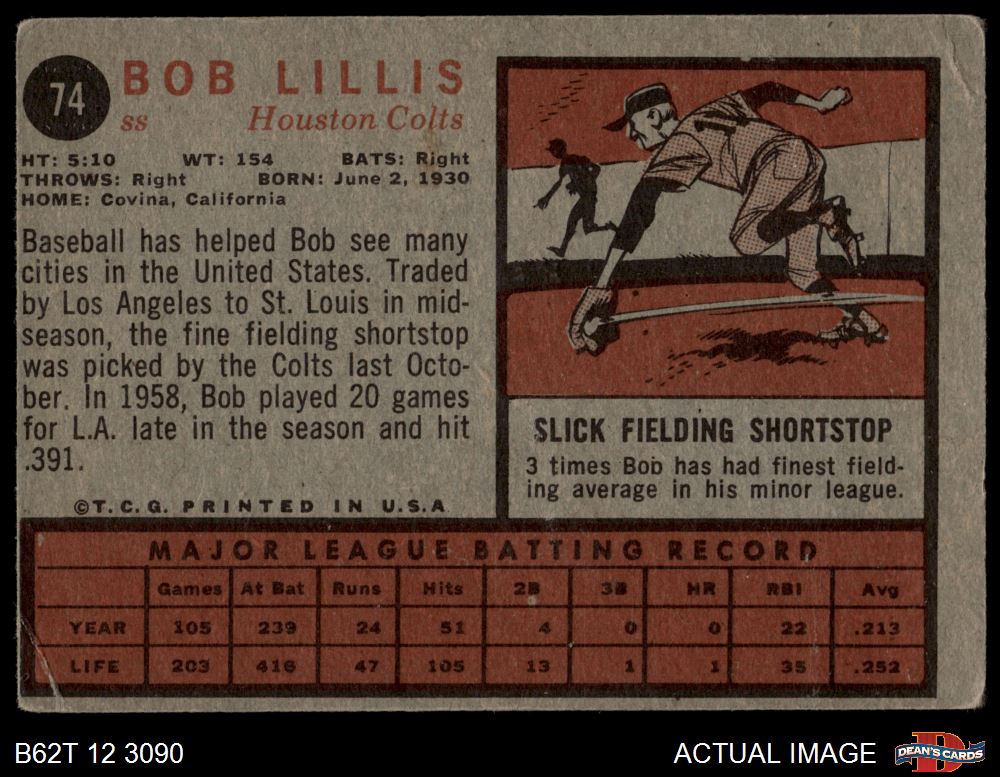 74
BOB LILLIS
ss Houston Colts
HT: 5:10 WT: 154 BATS: Right
THROWS: Right BORN: June 2, 1930
HOME: Covina, California
Baseball has helped Bob see many
cities in the United States. Traded
by Los Angeles to St. Louis in mid-
season, the fine fielding shortstop
was picked by the Colts last Octo-
ber. In 1958, Bob played 20 games
for L.A. late in the season and hit
.391.
©T.C.G. PRINTED IN U.S.A
SLICK FIELDING SHORTSTOP
3 times Bob has had finest field-
ing average in his minor league.
MAJOR LEAGUE BATTING RECORD
Games At Bat Runs Hits 2B 3B HR RBI Avg
YEAR 105 239 24 51 4 0 0 22 .213
LIFE 203 416 47 105 13 1 1 35 .252
B62T 12 3090
ACTUAL IMAGE
D
DEAN'S CARDS